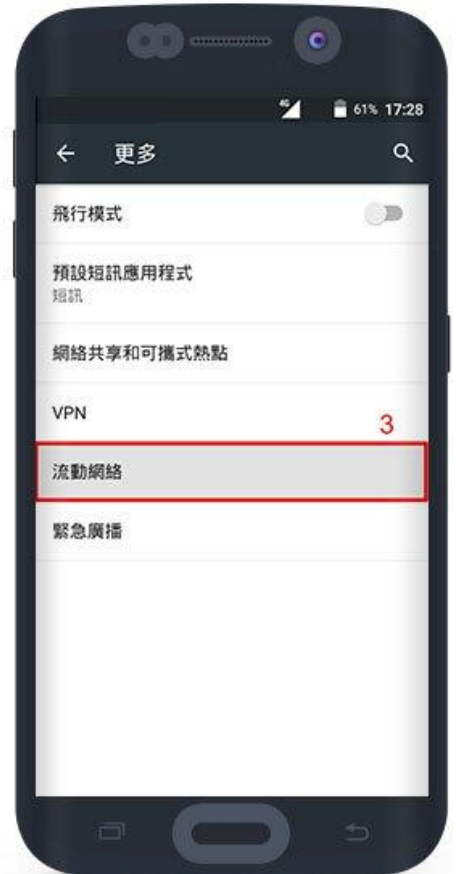 4G 61% 17:28
更多
飛行模式
預設短訊應用程式
短訊
網絡共享和可攜式熱點
VPN
3
流動網絡
緊急廣播